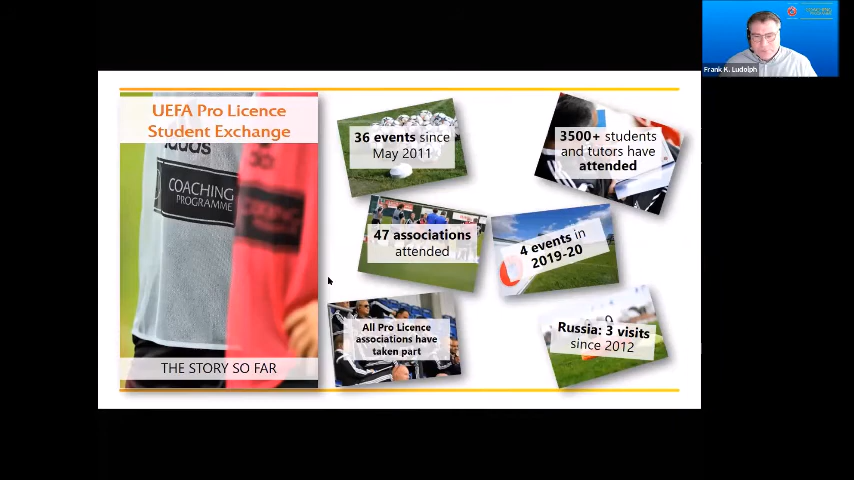 UEFA Pro Licence
Student Exchange
COACHING
PROGRAMME
THE STORY SO FAR
36 events since
May 2011
3500+ students
and tutors have
attended
47 associations
attended
4 events in
2019-20
All Pro Licence
associations have
taken part
Russia: 3 visits
since 2012
Frank K. Ludolph
COACHING
PROGRAMME